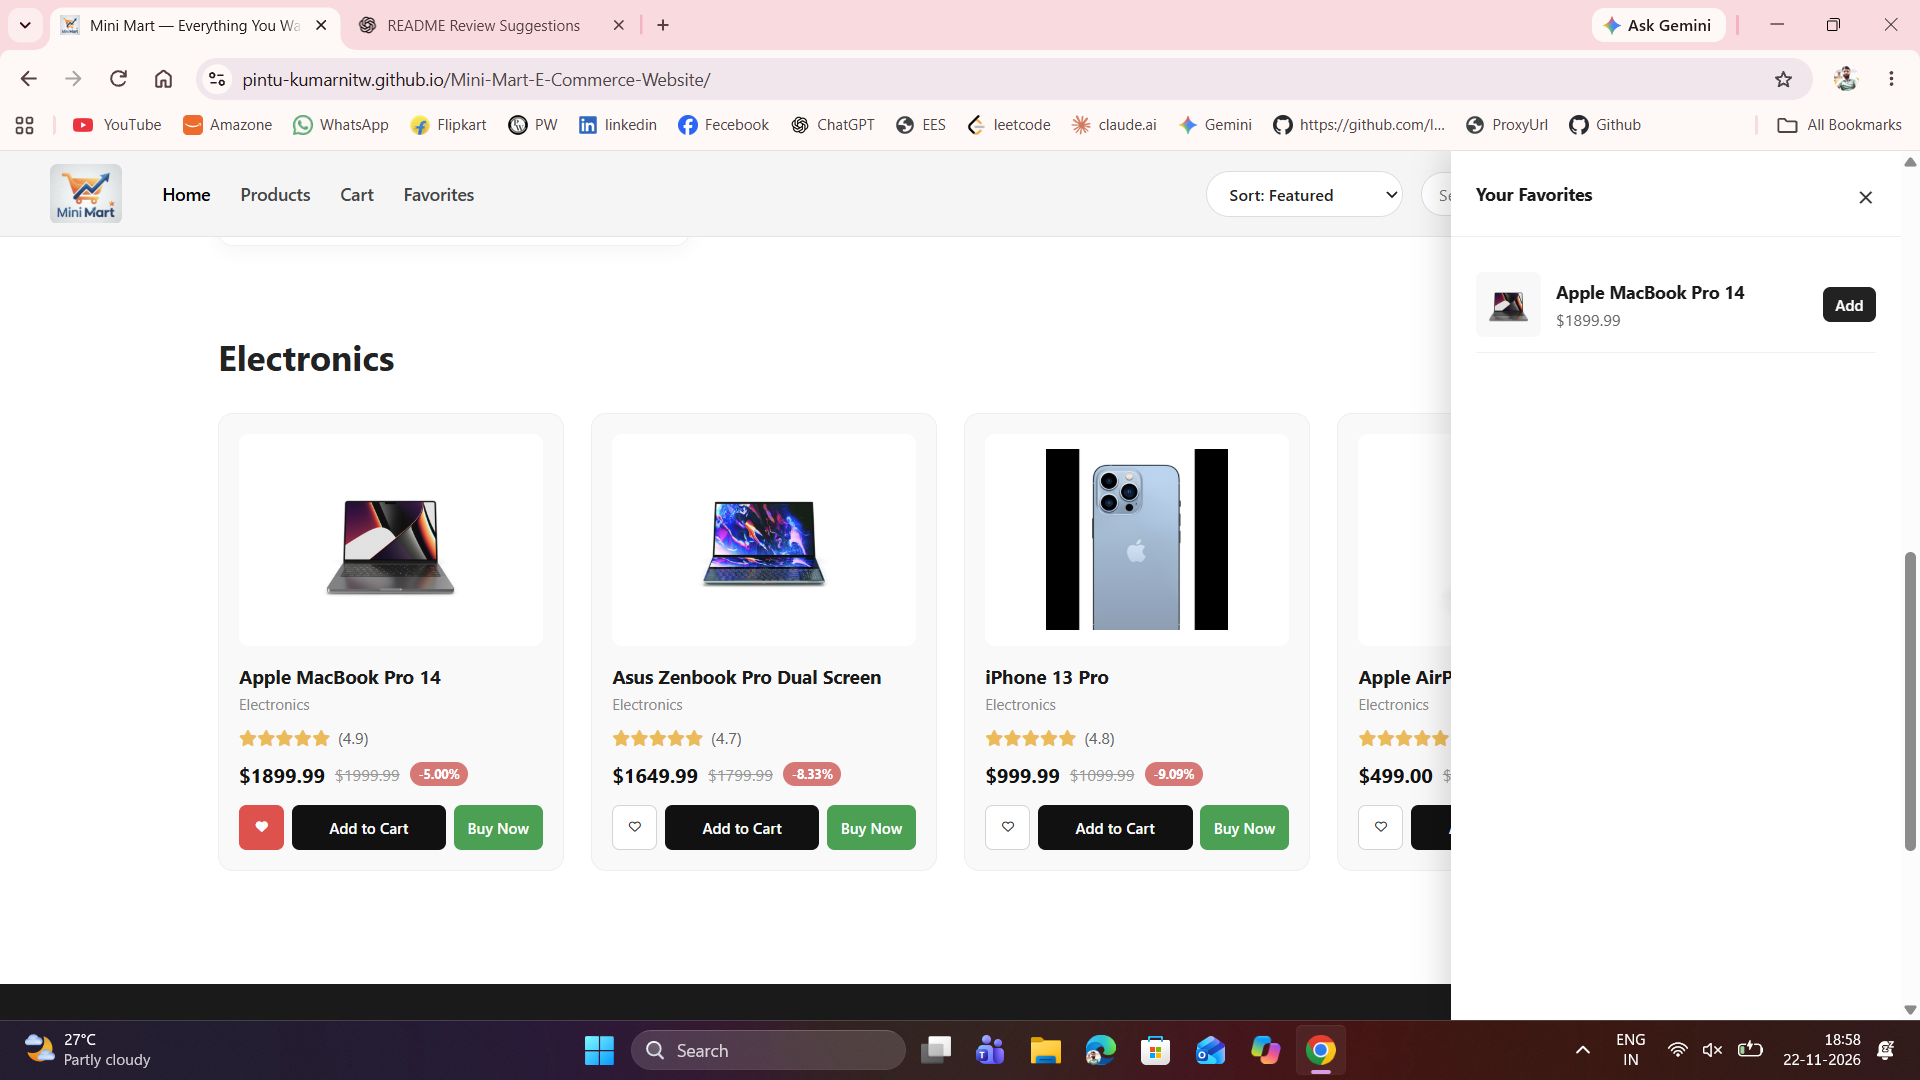 Mini Mart — Everything You Wa
README Review Suggestions
Ask Gemini
pintu-kumarnitw.github.io/Mini-Mart-E-Commerce-Website/
YouTube
Amazone
WhatsApp
Flipkart
PW
linkedin
Fecebook
ChatGPT
EES
leetcode
claude.ai
Gemini
https://github.com/I...
ProxyUrl
Github
All Bookmarks
Mini Mart
Home
Products
Cart
Favorites
Sort: Featured
Se
Your Favorites
Apple MacBook Pro 14
$1899.99
Add
Electronics
Apple MacBook Pro 14
Electronics
(4.9)
$1899.99 $1999.99 -5.00%
Add to Cart
Buy Now
Asus Zenbook Pro Dual Screen
Electronics
(4.7)
$1649.99 $1799.99 -8.33%
Add to Cart
Buy Now
iPhone 13 Pro
Electronics
(4.8)
$999.99 $1099.99 -9.09%
Add to Cart
Buy Now
Apple AirP
Electronics
$499.00 $
27°C
Partly cloudy
Search
ENG
IN
18:58
22-11-2026